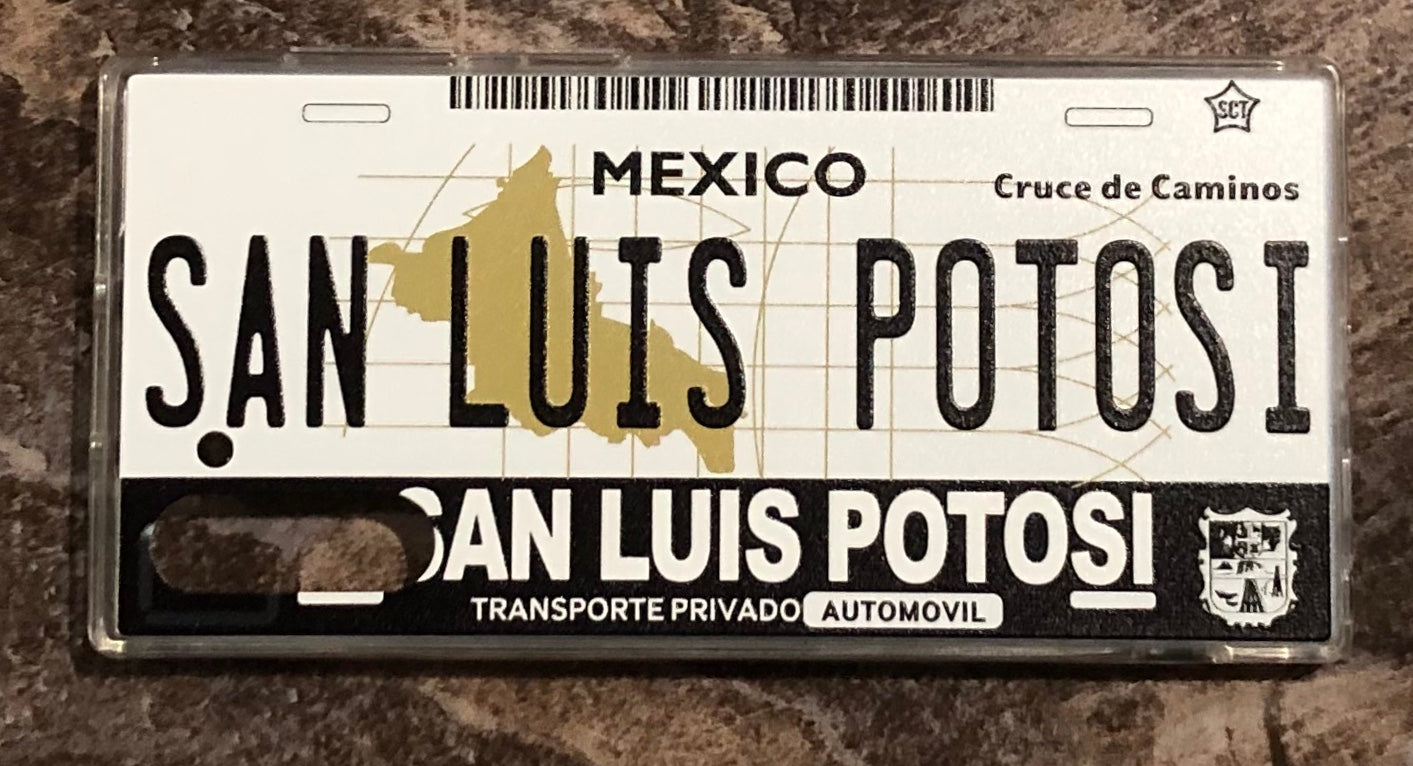 SCT
MEXICO
Cruce de Caminos
SAN LUIS POTOSI
SAN LUIS POTOSI
TRANSPORTE PRIVADO AUTOMOVIL